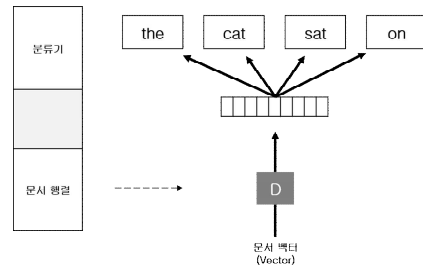 분류기
the
cat
sat
on
문서 행렬
D
문서 벡터
(Vector)